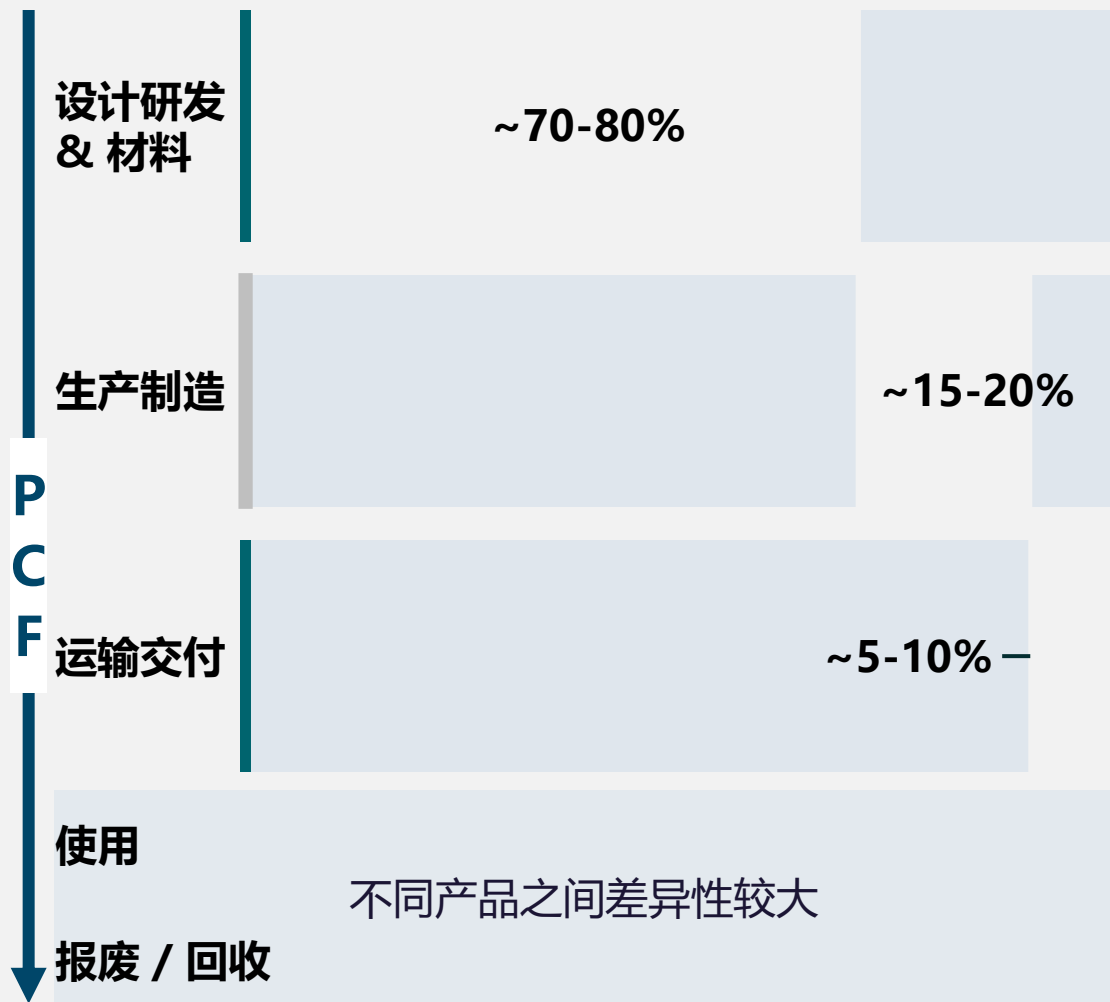 设计研发
& 材料
~70-80%
生产制造
~15-20%
P
C
F
运输交付
~5-10%
使用
不同产品之间差异性较大
报废 / 回收